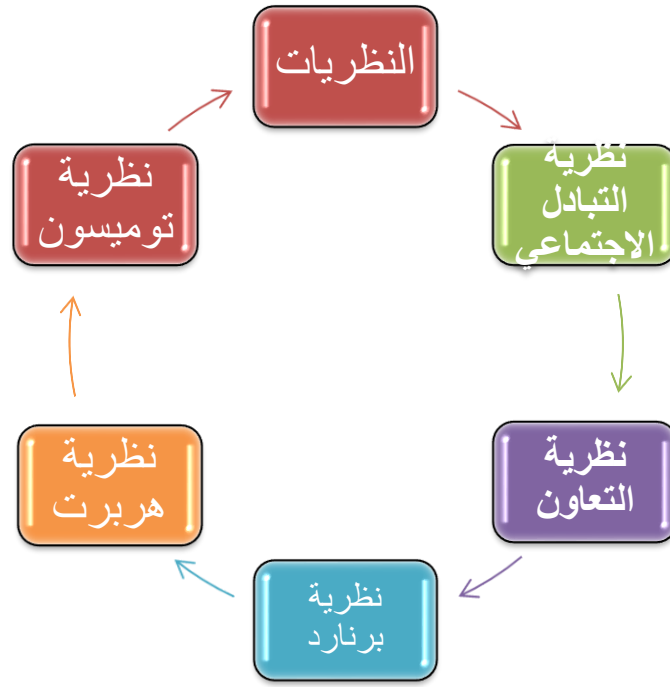 النظريات
نظرية
التبادل
الاجتماعي
نظرية
التعاون
نظرية
برنارد
نظرية
هربرت
نظرية
توميسون